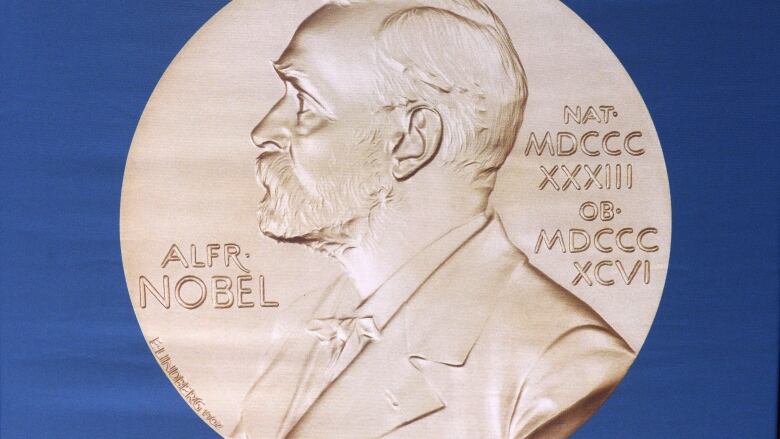 ALFR·
NOBEL
NAT·
MDCCC
XXXIII
OB·
MDCCC
XCVI